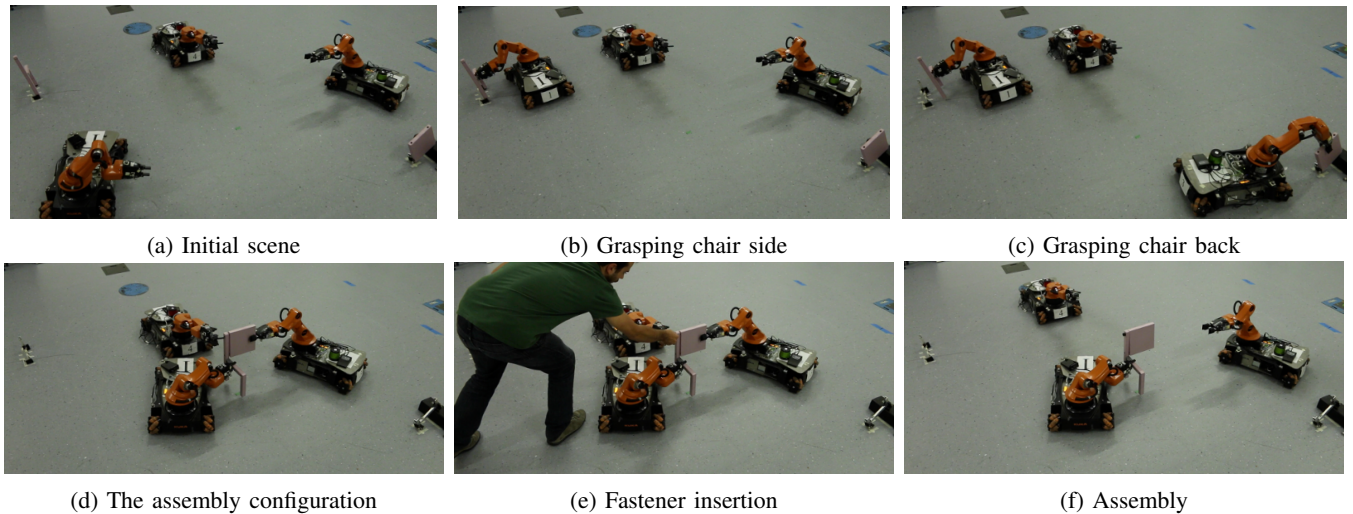 (a) Initial scene
(b) Grasping chair side
(c) Grasping chair back
(d) The assembly configuration
(e) Fastener insertion
(f) Assembly